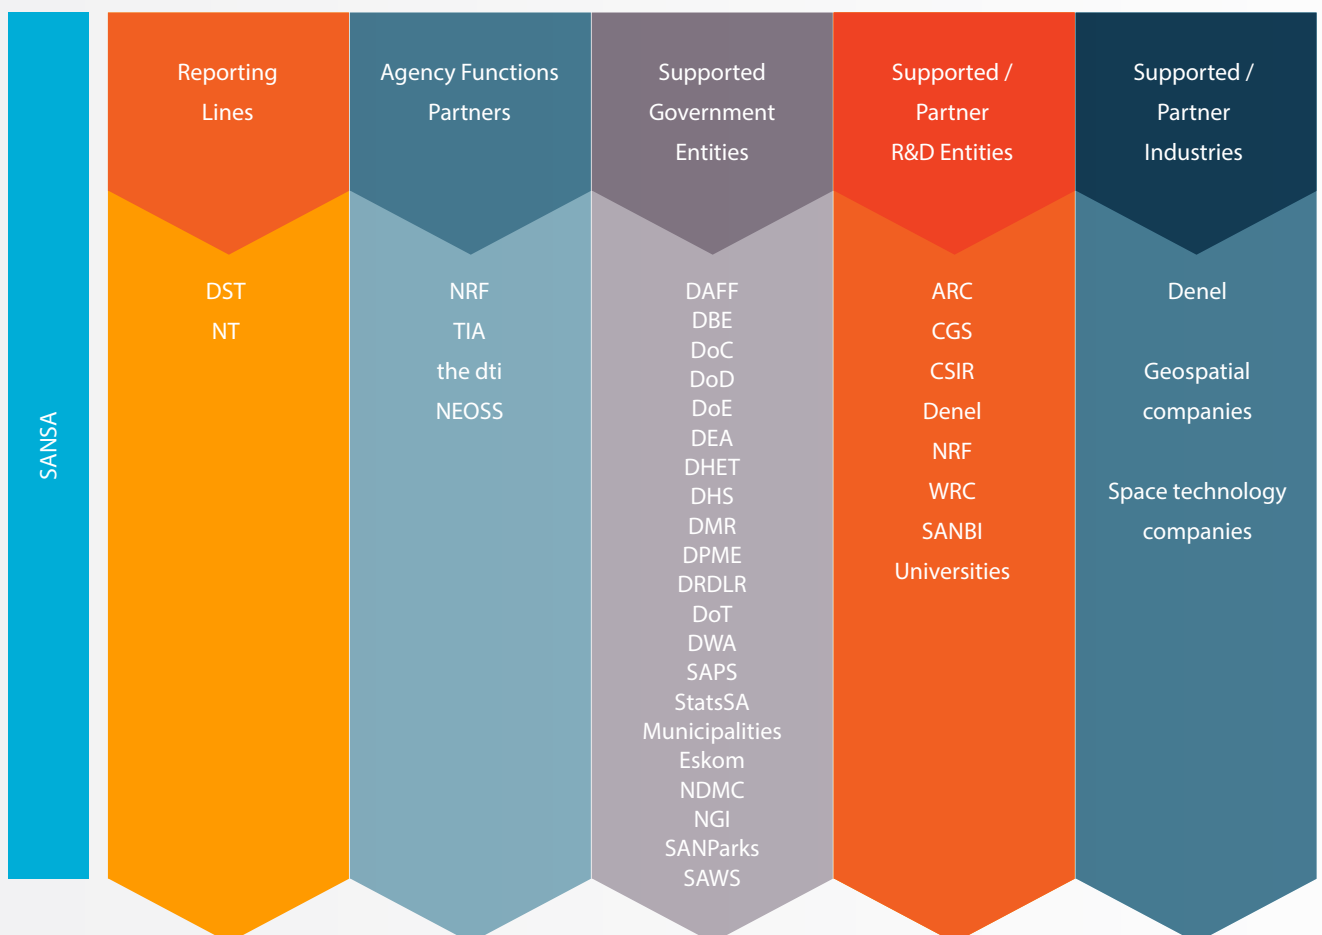 SANSA
Reporting
Lines
DST
NT
Agency Functions
Partners
NRF
TIA
the dti
NEOSS
Supported
Government
Entities
DAFF
DBE
DoC
DoD
DoE
DEA
DHET
DHS
DMR
DPME
DRDLR
DoT
DWA
SAPS
StatsSA
Municipalities
Eskom
NDMC
NGI
SANParks
SAWS
Supported /
Partner
R&D Entities
ARC
CGS
CSIR
Denel
NRF
WRC
SANBI
Universities
Supported /
Partner
Industries
Denel
Geospatial
companies
Space technology
companies